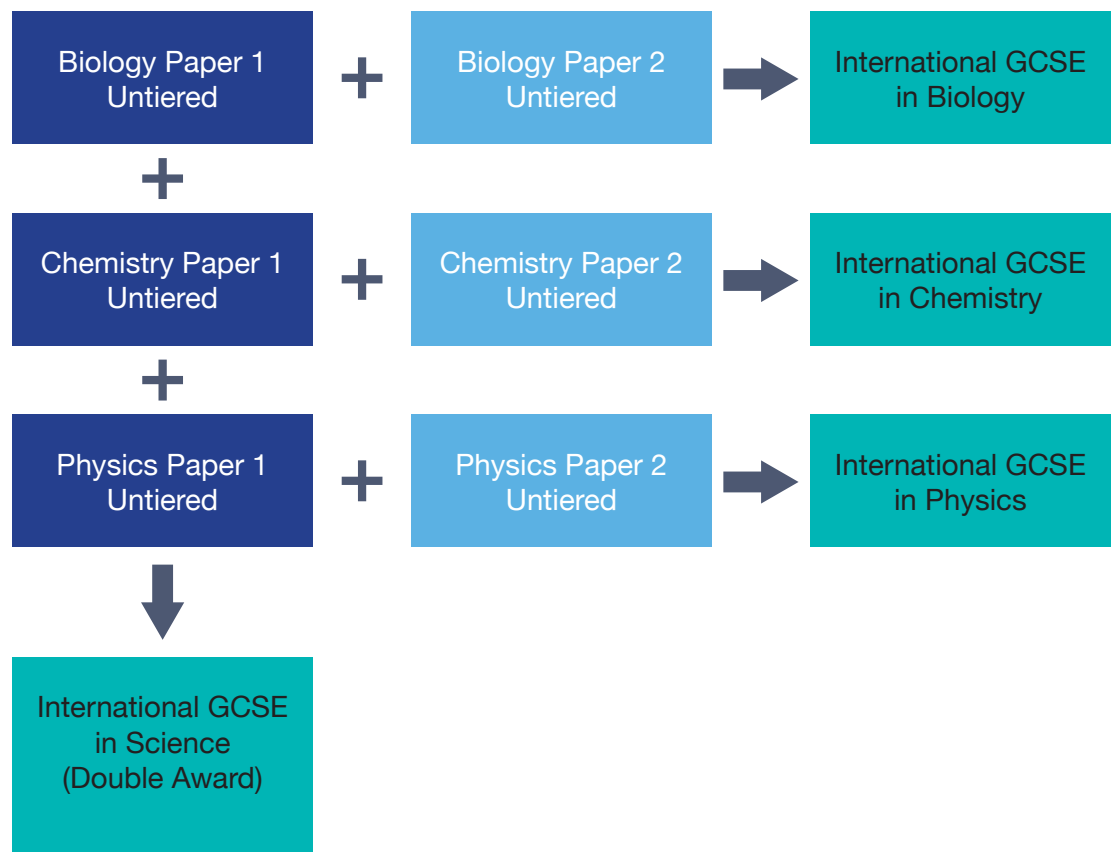 Biology Paper 1
Untiered
+
Biology Paper 2
Untiered
International GCSE
in Biology
+
Chemistry Paper 1
Untiered
+
Chemistry Paper 2
Untiered
International GCSE
in Chemistry
+
Physics Paper 1
Untiered
+
Physics Paper 2
Untiered
International GCSE
in Physics
International GCSE
in Science
(Double Award)